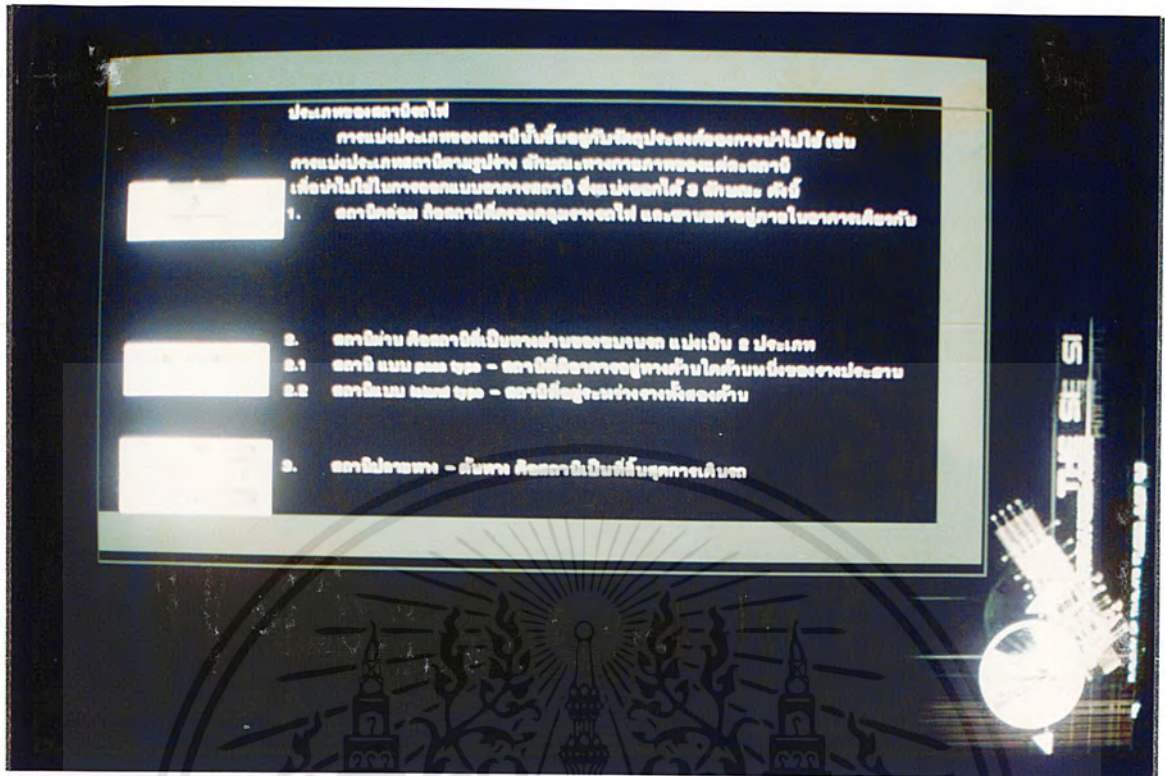 ประเภทของสถานีรถไฟ
การแบ่งประเภทของสถานีนั้นขึ้นอยู่กับวัตถุประสงค์ของการนำไปใช้ เช่น
การแบ่งประเภทสถานีตามรูปร่าง ลักษณะทางกายภาพของแต่ละสถานี
เพื่อนำไปใช้ในการออกแบบอาคารสถานี ซึ่งแบ่งออกได้ 3 ลักษณะ ดังนี้
1. สถานีคล่อม คือสถานีที่ครอบคลุมรางรถไฟ และชานชลาอยู่ภายในอาคารเดียวกัน
2. สถานีผ่าน คือสถานีที่เป็นทางผ่านของขบวนรถ แบ่งเป็น 2 ประเภท
2.1 สถานี แบบ pass type – สถานีที่มีอาคารอยู่ทางด้านใดด้านหนึ่งของรางประธาน
2.2 สถานีแบบ island type – สถานีที่อยู่ระหว่างรางทั้งสองด้าน
3. สถานีปลายทาง – ต้นทาง คือสถานีเป็นที่สิ้นสุดการเดินรถ
THE SE SI